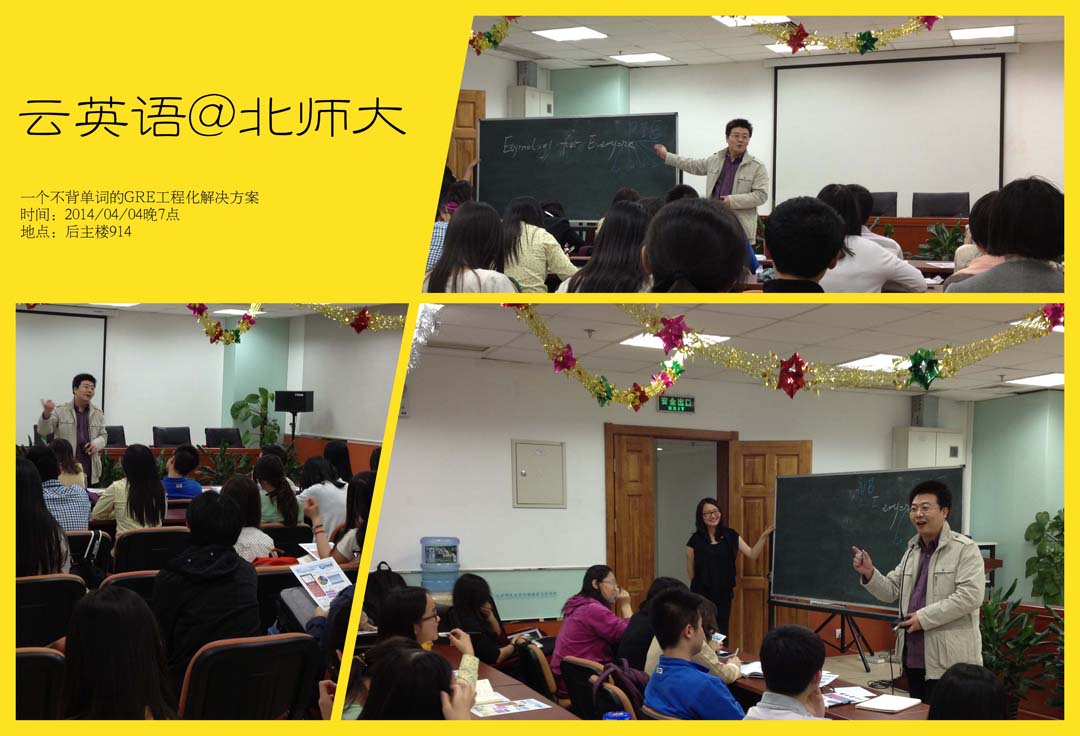 云英语@北师大
一个不背单词的GRE工程化解决方案
时间：2014/04/04晚7点
地点：后主楼914
Etymology for Everyone
安全出口
EXIT